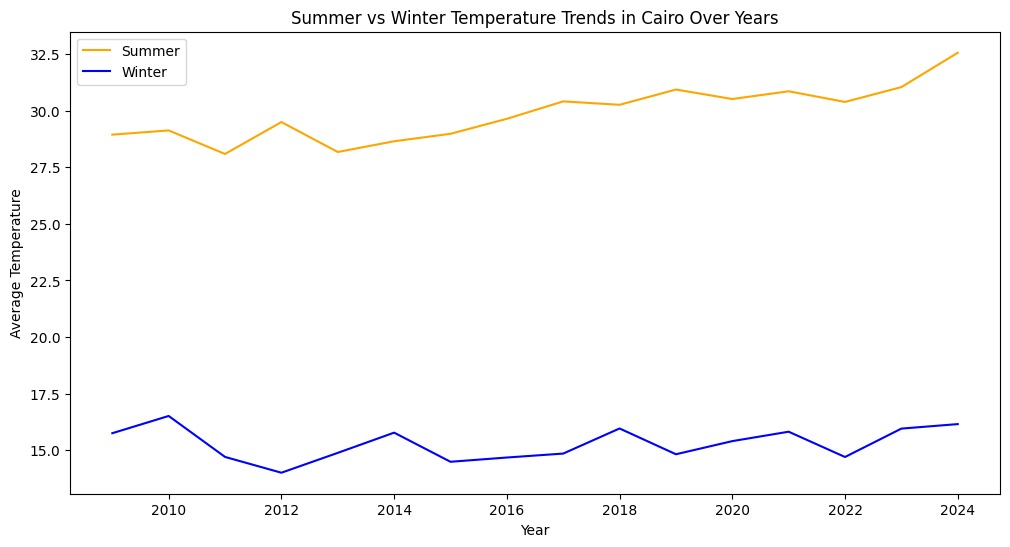 Summer vs Winter Temperature Trends in Cairo Over Years
Summer
Winter
32.5
30.0
27.5
25.0
22.5
20.0
17.5
15.0
Average Temperature
2010 2012 2014 2016 2018 2020 2022 2024
Year